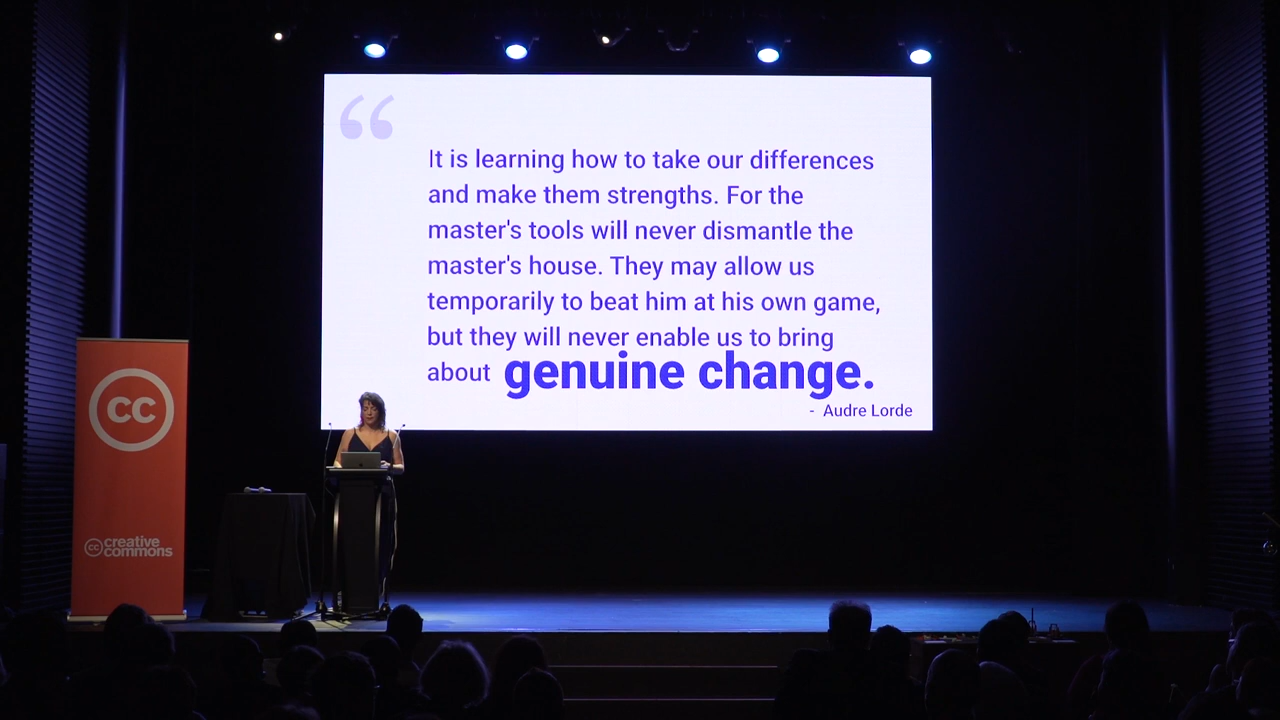 “
It is learning how to take our differences
and make them strengths. For the
master's tools will never dismantle the
master's house. They may allow us
temporarily to beat him at his own game,
but they will never enable us to bring
about genuine change.
- Audre Lorde
cc
cc creative
commons